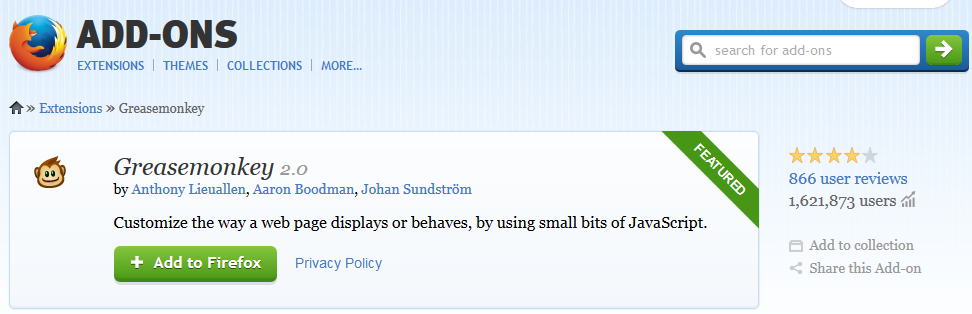 ADD-ONS
EXTENSIONS | THEMES | COLLECTIONS | MORE...
search for add-ons
» Extensions » Greasemonkey
Greasemonkey 2.0
by Anthony Lieuallen, Aaron Boodman, Johan Sundström
Customize the way a web page displays or behaves, by using small bits of JavaScript.
+ Add to Firefox
Privacy Policy
FEATURED
866 user reviews
1,621,873 users
Add to collection
Share this Add-on